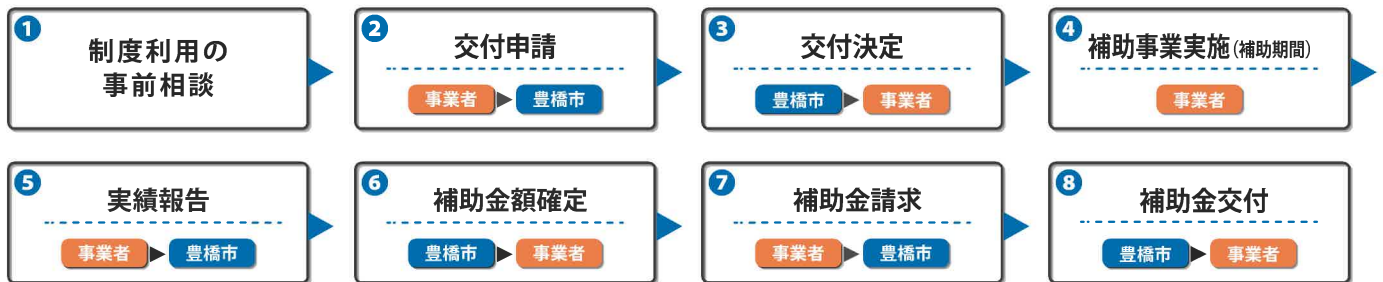 1
制度利用の
事前相談
2
交付申請
事業者 豊橋市
3
交付決定
豊橋市 事業者
4
補助事業実施(補助期間)
事業者
5
実績報告
事業者 豊橋市
6
補助金額確定
豊橋市 事業者
7
補助金請求
事業者 豊橋市
8
補助金交付
豊橋市 事業者